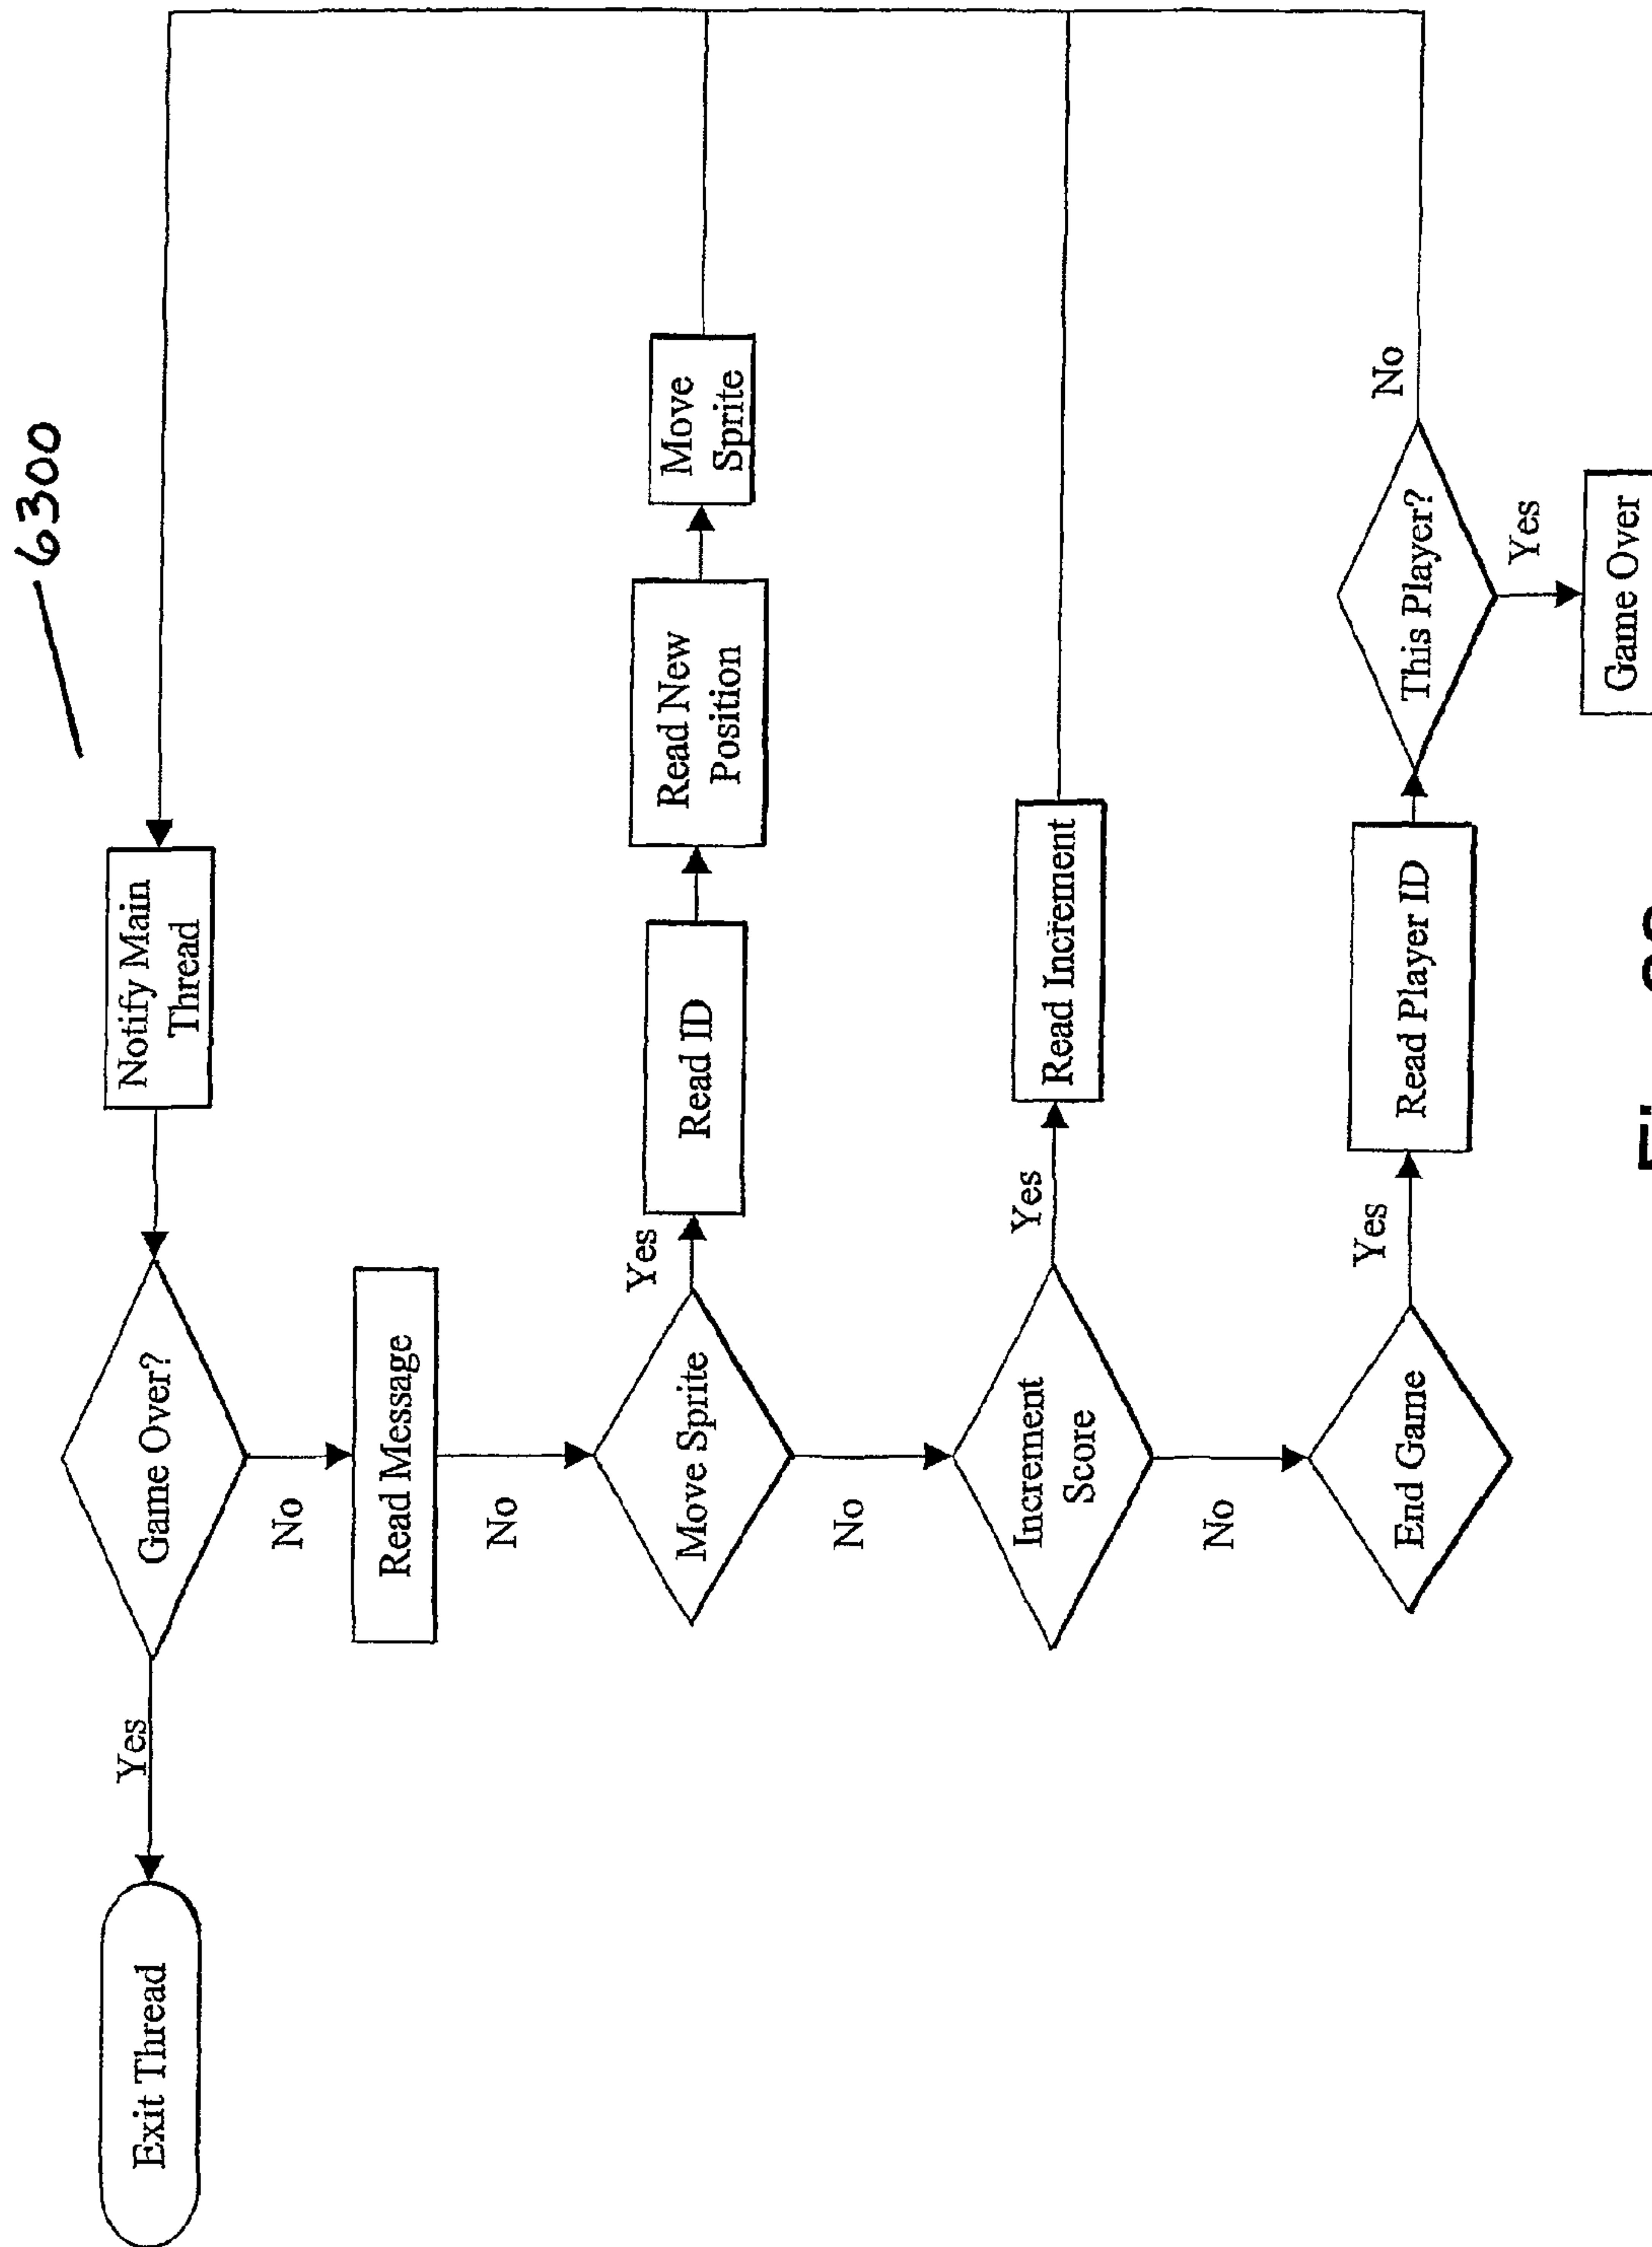 6300
Exit Thread
Yes
Game Over?
Notify Main
Thread
No
Read Message
No
Move Sprite
Yes
Read ID
Read New
Position
Move
Sprite
No
Increment
Score
Yes
Read Increment
No
End Game
Yes
Read Player ID
This Player?
No
Yes
Game Over